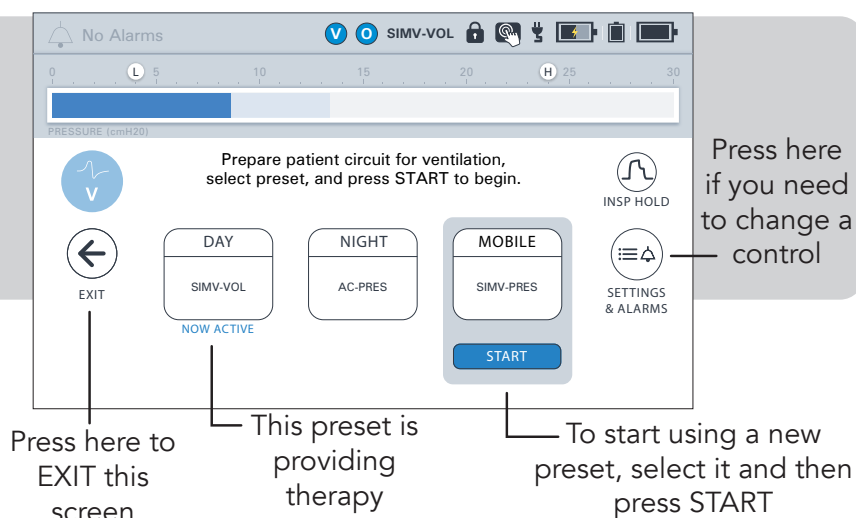 No Alarms
V O SIMV-VOL
0 L 5 10 15 20 H 25 30
PRESSURE (cmH20)
V
Prepare patient circuit for ventilation,
select preset, and press START to begin.
INSP HOLD
EXIT
DAY
SIMV-VOL
NOW ACTIVE
NIGHT
AC-PRES
MOBILE
SIMV-PRES
START
SETTINGS
& ALARMS
Press here
if you need
to change a
control
Press here to
EXIT this
screen
This preset is
providing
therapy
To start using a new
preset, select it and then
press START